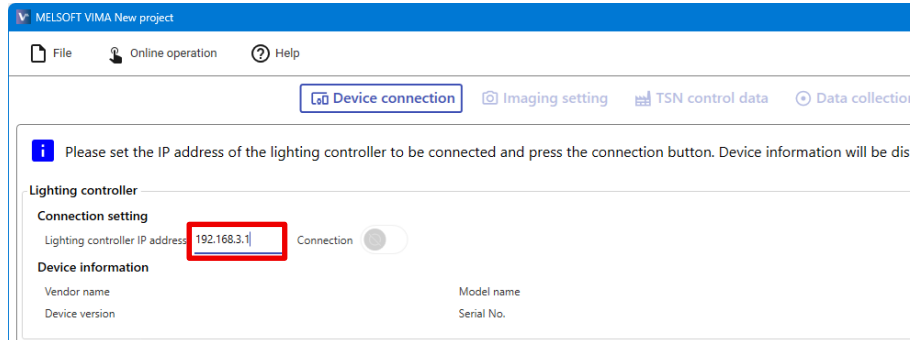 MELSOFT VIMA New project
File Online operation Help
Device connection Imaging setting TSN control data Data collection
Please set the IP address of the lighting controller to be connected and press the connection button. Device information will be dis
Lighting controller
Connection setting
Lighting controller IP address 192.168.3.1 Connection
Device information
Vendor name Model name
Device version Serial No.